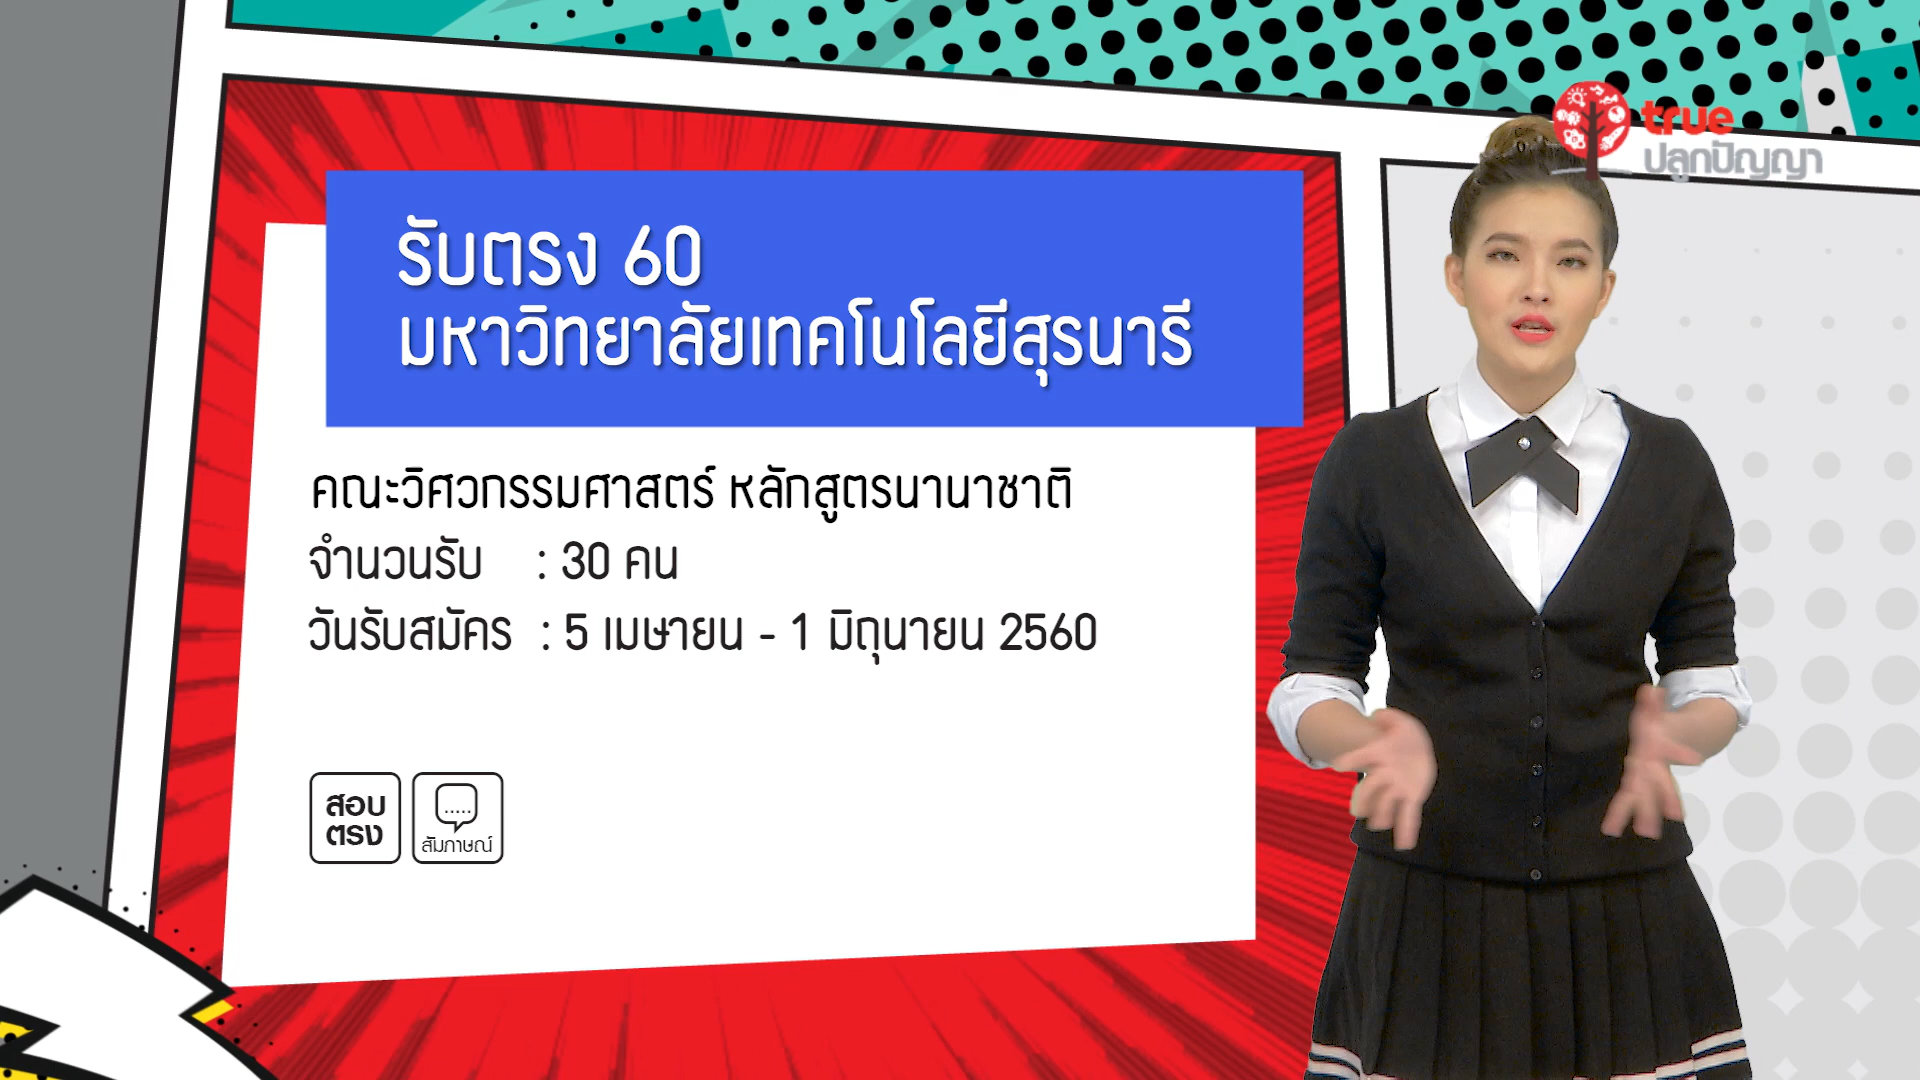 true
ปลูกปัญญา
รับตรง 60
มหาวิทยาลัยเทคโนโลยีสุรนารี
คณะวิศวกรรมศาสตร์ หลักสูตรนานาชาติ
จำนวนรับ : 30 คน
วันรับสมัคร : 5 เมษายน - 1 มิถุนายน 2560
สอบ
ตรง
.....
สัมภาษณ์